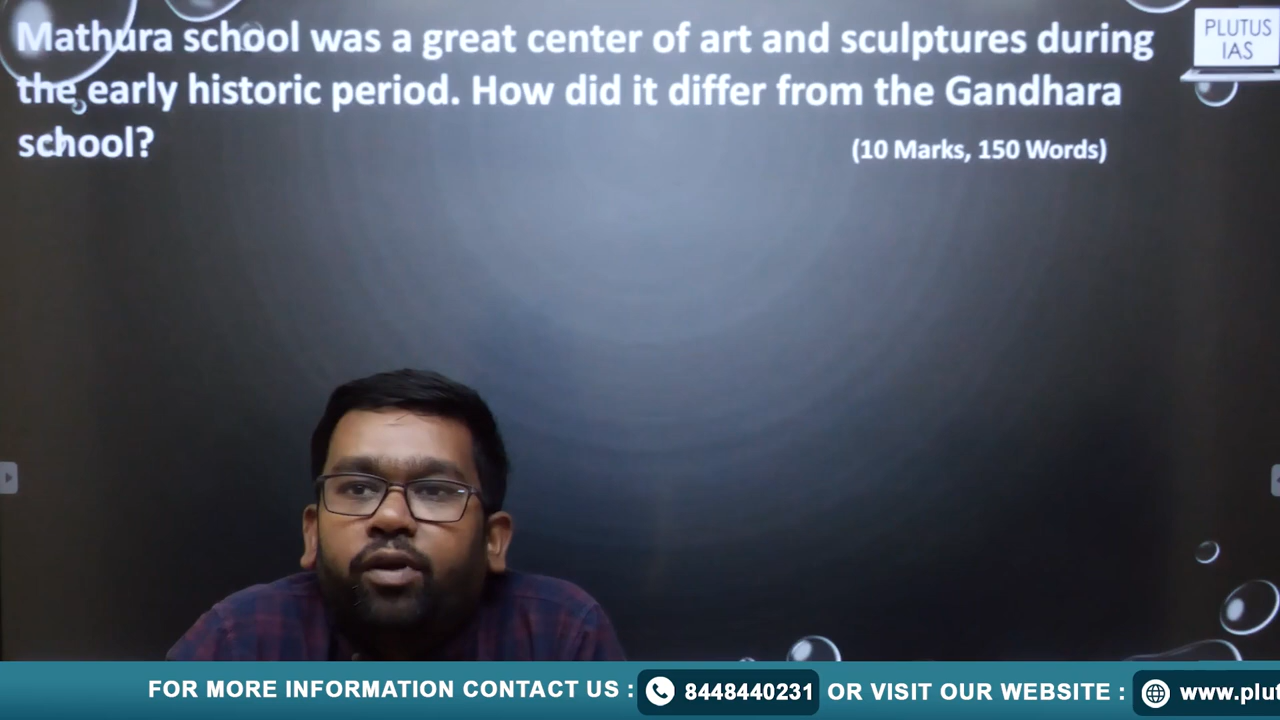 Mathura school was a great center of art and sculptures during
the early historic period. How did it differ from the Gandhara
school?
(10 Marks, 150 Words)
PLUTUS
IAS
FOR MORE INFORMATION CONTACT US : 8448440231 OR VISIT OUR WEBSITE : www.plut